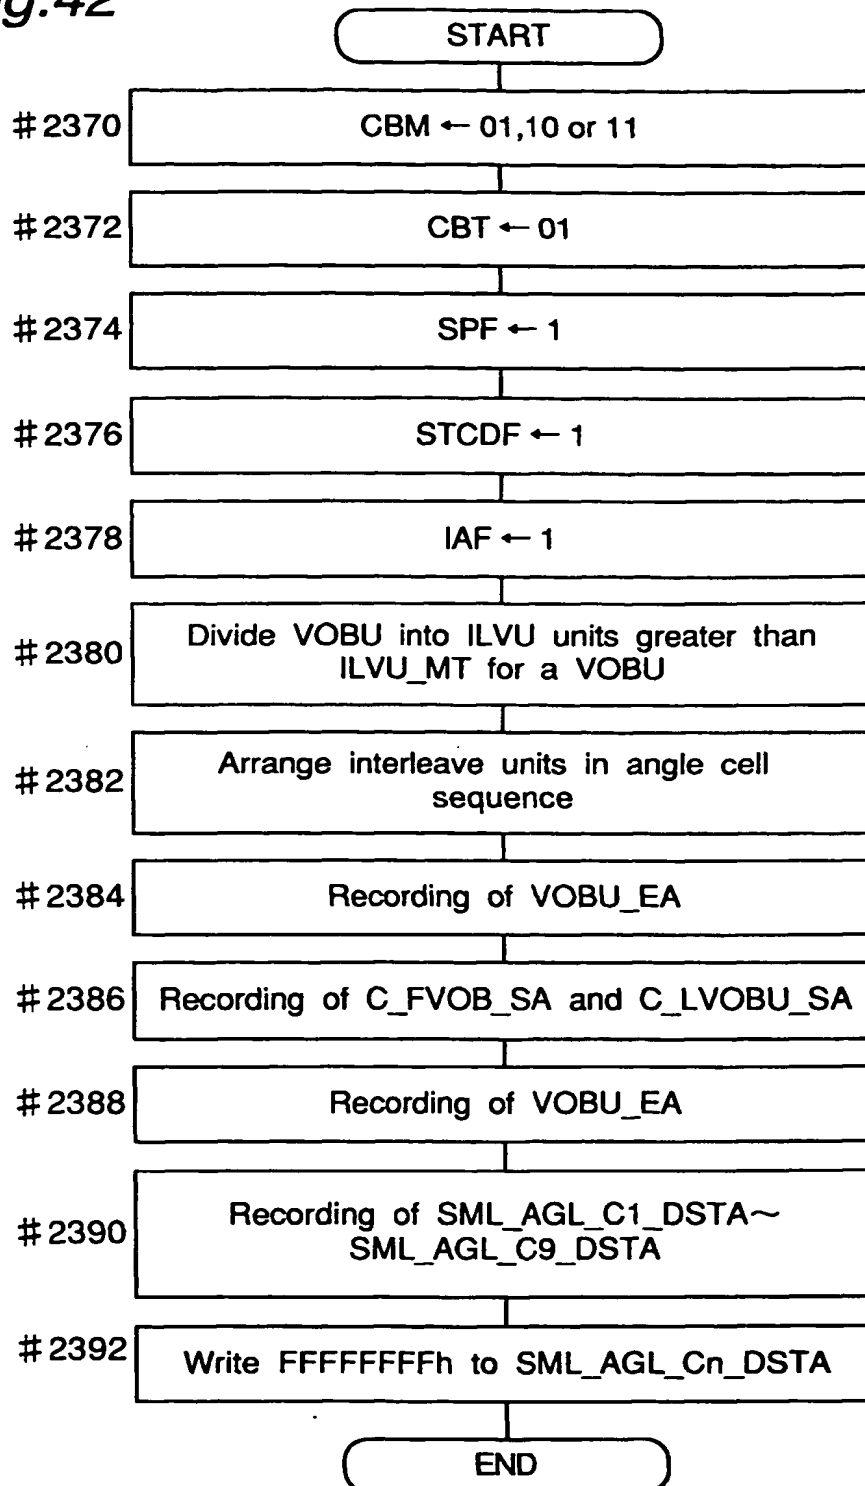 g.42
START
#2370 CBM ← 01,10 or 11
#2372 CBT ← 01
#2374 SPF ← 1
#2376 STCDF ← 1
#2378 IAF ← 1
#2380 Divide VOBU into ILVU units greater than
ILVU_MT for a VOBU
#2382 Arrange interleave units in angle cell
sequence
#2384 Recording of VOBU_EA
#2386 Recording of C_FVOB_SA and C_LVOBU_SA
#2388 Recording of VOBU_EA
#2390 Recording of SML_AGL_C1_DSTA~
SML_AGL_C9_DSTA
#2392 Write FFFFFFFFh to SML_AGL_Cn_DSTA
END